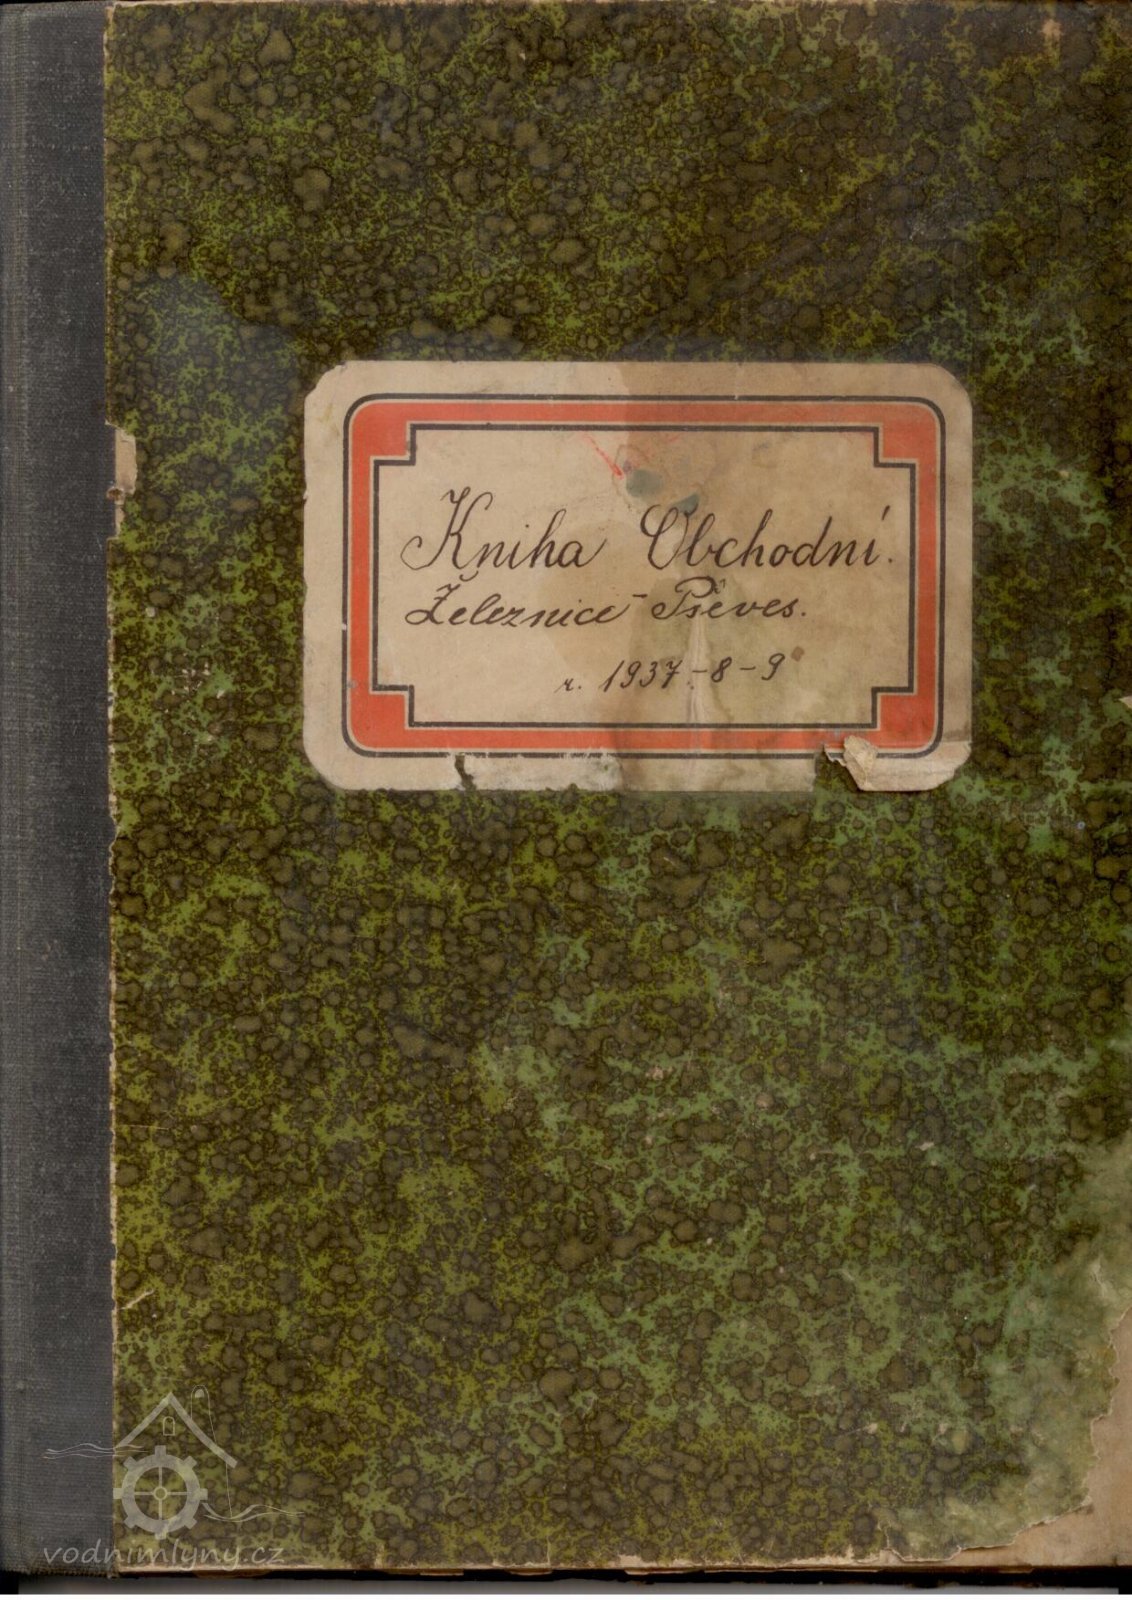 Kniha Obchodní.
Železnice - Pševes.
r. 1937-8-9
vodnimlyny.cz